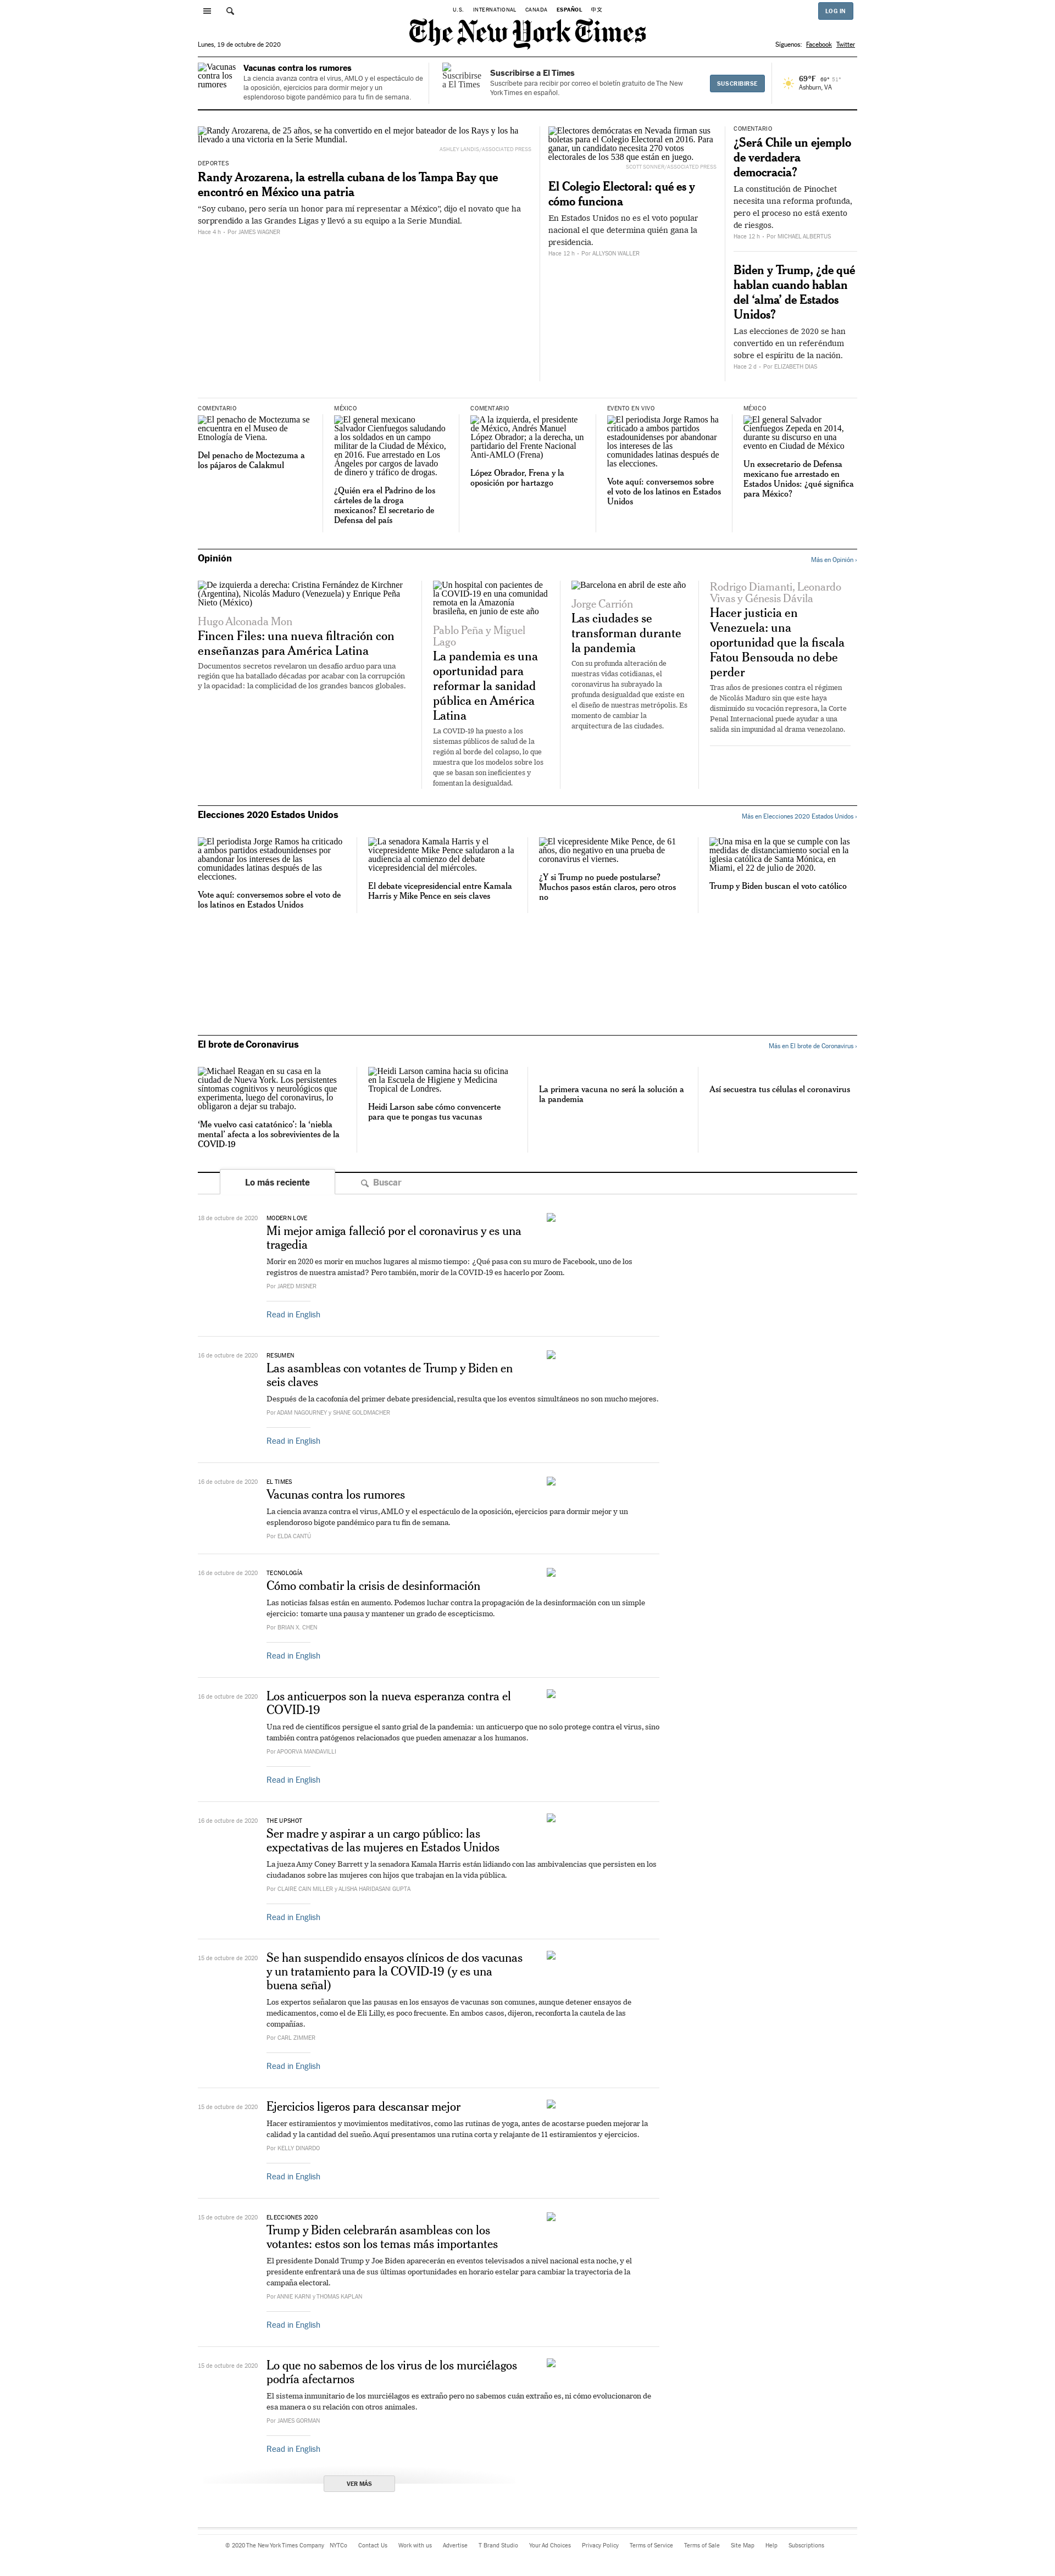 U.S. INTERNATIONAL CANADA ESPAÑOL 中文
LOG IN
The New York Times
Lunes, 19 de octubre de 2020
Síguenos: Facebook Twitter
Vacunas contra los rumores
Vacunas contra los rumores
La ciencia avanza contra el virus, AMLO y el espectáculo de
la oposición, ejercicios para dormir mejor y un
esplendoroso bigote pandémico para tu fin de semana.
Suscribirse a El Times
Suscribirse a El Times
Suscríbete para recibir por correo el boletín gratuito de The New
York Times en español.
SUSCRIBIRSE
69°F 69° 51°
Ashburn, VA
Randy Arozarena, de 25 años, se ha convertido en el mejor bateador de los Rays y los ha
llevado a una victoria en la Serie Mundial.
ASHLEY LANDIS/ASSOCIATED PRESS
DEPORTES
Randy Arozarena, la estrella cubana de los Tampa Bay que
encontró en México una patria
“Soy cubano, pero sería un honor para mí representar a México”, dijo el novato que ha
sorprendido a las Grandes Ligas y llevó a su equipo a la Serie Mundial.
Hace 4 h - Por JAMES WAGNER
Electores demócratas en Nevada firman sus
boletas para el Colegio Electoral en 2016. Para
ganar, un candidato necesita 270 votos
electorales de los 538 que están en juego.
SCOTT SONNER/ASSOCIATED PRESS
El Colegio Electoral: qué es y
cómo funciona
En Estados Unidos no es el voto popular
nacional el que determina quién gana la
presidencia.
Hace 12 h - Por ALLYSON WALLER
COMENTARIO
¿Será Chile un ejemplo
de verdadera
democracia?
La constitución de Pinochet
necesita una reforma profunda,
pero el proceso no está exento
de riesgos.
Hace 12 h - Por MICHAEL ALBERTUS
Biden y Trump, ¿de qué
hablan cuando hablan
del ‘alma’ de Estados
Unidos?
Las elecciones de 2020 se han
convertido en un referéndum
sobre el espíritu de la nación.
Hace 2 d - Por ELIZABETH DIAS
COMENTARIO
El penacho de Moctezuma se
encuentra en el Museo de
Etnología de Viena.
Del penacho de Moctezuma a
los pájaros de Calakmul
MÉXICO
El general mexicano
Salvador Cienfuegos saludando
a los soldados en un campo
militar de la Ciudad de México,
en 2016. Fue arrestado en Los
Ángeles por cargos de lavado
de dinero y tráfico de drogas.
¿Quién era el Padrino de los
cárteles de la droga
mexicanos? El secretario de
Defensa del país
COMENTARIO
A la izquierda, el presidente
de México, Andrés Manuel
López Obrador; a la derecha, un
partidario del Frente Nacional
Anti-AMLO (Frena)
López Obrador, Frena y la
oposición por hartazgo
EVENTO EN VIVO
El periodista Jorge Ramos ha
criticado a ambos partidos
estadounidenses por abandonar
los intereses de las
comunidades latinas después de
las elecciones.
Vote aquí: conversemos sobre
el voto de los latinos en Estados
Unidos
MÉXICO
El general Salvador
Cienfuegos Zepeda en 2014,
durante su discurso en una
evento en Ciudad de México
Un exsecretario de Defensa
mexicano fue arrestado en
Estados Unidos: ¿qué significa
para México?
Opinión
Más en Opinión ›
De izquierda a derecha: Cristina Fernández de Kirchner
(Argentina), Nicolás Maduro (Venezuela) y Enrique Peña
Nieto (México)
Hugo Alconada Mon
Fincen Files: una nueva filtración con
enseñanzas para América Latina
Documentos secretos revelaron un desafío arduo para una
región que ha batallado décadas por acabar con la corrupción
y la opacidad: la complicidad de los grandes bancos globales.
Un hospital con pacientes de
la COVID-19 en una comunidad
remota en la Amazonía
brasileña, en junio de este año
Pablo Peña y Miguel
Lago
La pandemia es una
oportunidad para
reformar la sanidad
pública en América
Latina
La COVID-19 ha puesto a los
sistemas públicos de salud de la
región al borde del colapso, lo que
muestra que los modelos sobre los
que se basan son ineficientes y
fomentan la desigualdad.
Barcelona en abril de este año
Jorge Carrión
Las ciudades se
transforman durante
la pandemia
Con su profunda alteración de
nuestras vidas cotidianas, el
coronavirus ha subrayado la
profunda desigualdad que existe en
el diseño de nuestras metrópolis. Es
momento de cambiar la
arquitectura de las ciudades.
Rodrigo Diamanti, Leonardo
Vivas y Génesis Dávila
Hacer justicia en
Venezuela: una
oportunidad que la fiscala
Fatou Bensouda no debe
perder
Tras años de presiones contra el régimen
de Nicolás Maduro sin que este haya
disminuido su vocación represora, la Corte
Penal Internacional puede ayudar a una
salida sin impunidad al drama venezolano.
Elecciones 2020 Estados Unidos
Más en Elecciones 2020 Estados Unidos ›
El periodista Jorge Ramos ha criticado
a ambos partidos estadounidenses por
abandonar los intereses de las
comunidades latinas después de las
elecciones.
Vote aquí: conversemos sobre el voto de
los latinos en Estados Unidos
La senadora Kamala Harris y el
vicepresidente Mike Pence saludaron a la
audiencia al comienzo del debate
vicepresidencial del miércoles.
El debate vicepresidencial entre Kamala
Harris y Mike Pence en seis claves
El vicepresidente Mike Pence, de 61
años, dio negativo en una prueba de
coronavirus el viernes.
¿Y si Trump no puede postularse?
Muchos pasos están claros, pero otros
no
Una misa en la que se cumple con las
medidas de distanciamiento social en la
iglesia católica de Santa Mónica, en
Miami, el 22 de julio de 2020.
Trump y Biden buscan el voto católico
El brote de Coronavirus
Más en El brote de Coronavirus ›
Michael Reagan en su casa en la
ciudad de Nueva York. Los persistentes
síntomas cognitivos y neurológicos que
experimenta, luego del coronavirus, lo
obligaron a dejar su trabajo.
‘Me vuelvo casi catatónico’: la ‘niebla
mental’ afecta a los sobrevivientes de la
COVID-19
Heidi Larson camina hacia su oficina
en la Escuela de Higiene y Medicina
Tropical de Londres.
Heidi Larson sabe cómo convencerte
para que te pongas tus vacunas
La primera vacuna no será la solución a
la pandemia
Así secuestra tus células el coronavirus
Lo más reciente
Buscar
18 de octubre de 2020
MODERN LOVE
Mi mejor amiga falleció por el coronavirus y es una
tragedia
Morir en 2020 es morir en muchos lugares al mismo tiempo: ¿Qué pasa con su muro de Facebook, uno de los
registros de nuestra amistad? Pero también, morir de la COVID-19 es hacerlo por Zoom.
Por JARED MISNER
Read in English
16 de octubre de 2020
RESUMEN
Las asambleas con votantes de Trump y Biden en
seis claves
Después de la cacofonía del primer debate presidencial, resulta que los eventos simultáneos no son mucho mejores.
Por ADAM NAGOURNEY y SHANE GOLDMACHER
Read in English
16 de octubre de 2020
EL TIMES
Vacunas contra los rumores
La ciencia avanza contra el virus, AMLO y el espectáculo de la oposición, ejercicios para dormir mejor y un
esplendoroso bigote pandémico para tu fin de semana.
Por ELDA CANTÚ
16 de octubre de 2020
TECNOLOGÍA
Cómo combatir la crisis de desinformación
Las noticias falsas están en aumento. Podemos luchar contra la propagación de la desinformación con un simple
ejercicio: tomarte una pausa y mantener un grado de escepticismo.
Por BRIAN X. CHEN
Read in English
16 de octubre de 2020
Los anticuerpos son la nueva esperanza contra el
COVID-19
Una red de científicos persigue el santo grial de la pandemia: un anticuerpo que no solo protege contra el virus, sino
también contra patógenos relacionados que pueden amenazar a los humanos.
Por APOORVA MANDAVILLI
Read in English
16 de octubre de 2020
THE UPSHOT
Ser madre y aspirar a un cargo público: las
expectativas de las mujeres en Estados Unidos
La jueza Amy Coney Barrett y la senadora Kamala Harris están lidiando con las ambivalencias que persisten en los
ciudadanos sobre las mujeres con hijos que trabajan en la vida pública.
Por CLAIRE CAIN MILLER y ALISHA HARIDASANI GUPTA
Read in English
15 de octubre de 2020
Se han suspendido ensayos clínicos de dos vacunas
y un tratamiento para la COVID-19 (y es una
buena señal)
Los expertos señalaron que las pausas en los ensayos de vacunas son comunes, aunque detener ensayos de
medicamentos, como el de Eli Lilly, es poco frecuente. En ambos casos, dijeron, reconforta la cautela de las
compañías.
Por CARL ZIMMER
Read in English
15 de octubre de 2020
Ejercicios ligeros para descansar mejor
Hacer estiramientos y movimientos meditativos, como las rutinas de yoga, antes de acostarse pueden mejorar la
calidad y la cantidad del sueño. Aquí presentamos una rutina corta y relajante de 11 estiramientos y ejercicios.
Por KELLY DINARDO
Read in English
15 de octubre de 2020
ELECCIONES 2020
Trump y Biden celebrarán asambleas con los
votantes: estos son los temas más importantes
El presidente Donald Trump y Joe Biden aparecerán en eventos televisados a nivel nacional esta noche, y el
presidente enfrentará una de sus últimas oportunidades en horario estelar para cambiar la trayectoria de la
campaña electoral.
Por ANNIE KARNI y THOMAS KAPLAN
Read in English
15 de octubre de 2020
Lo que no sabemos de los virus de los murciélagos
podría afectarnos
El sistema inmunitario de los murciélagos es extraño pero no sabemos cuán extraño es, ni cómo evolucionaron de
esa manera o su relación con otros animales.
Por JAMES GORMAN
Read in English
VER MÁS
© 2020 The New York Times Company NYTCo Contact Us Work with us Advertise T Brand Studio Your Ad Choices Privacy Policy Terms of Service Terms of Sale Site Map Help Subscriptions